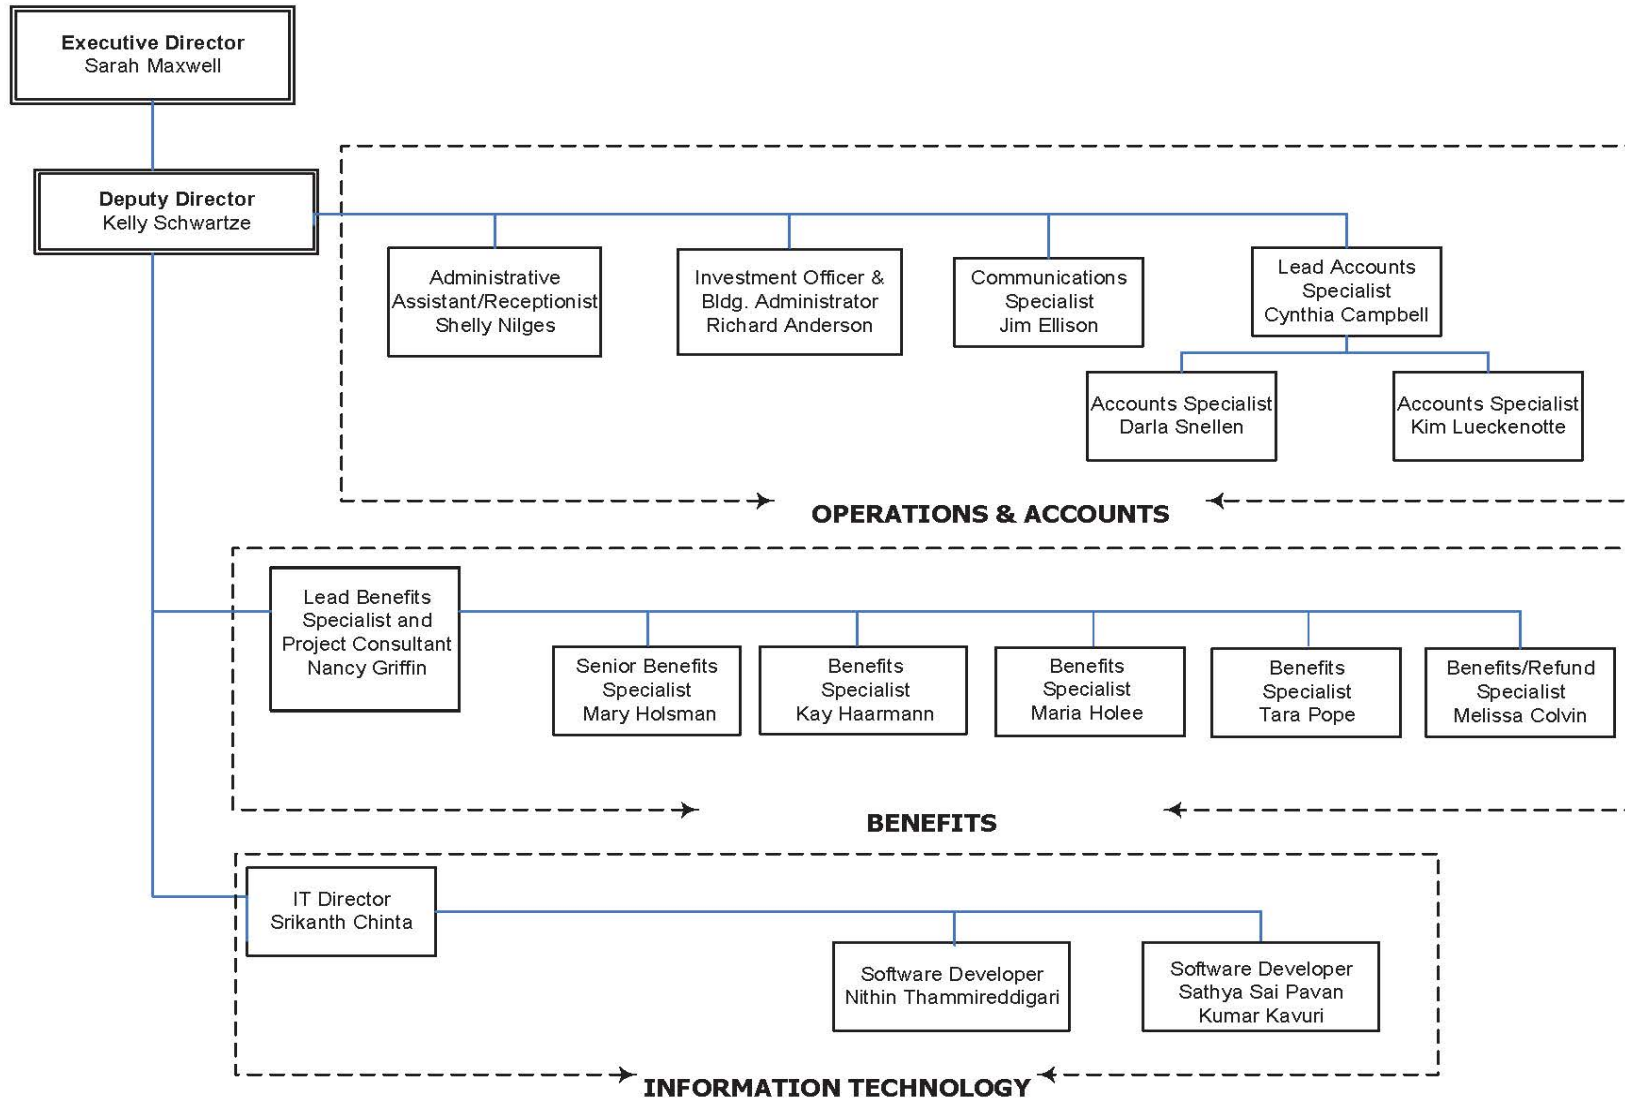 Executive Director
Sarah Maxwell
Deputy Director
Kelly Schwartze
Administrative
Assistant/Receptionist
Shelly Nilges
Investment Officer &
Bldg. Administrator
Richard Anderson
Communications
Specialist
Jim Ellison
Lead Accounts
Specialist
Cynthia Campbell
Accounts Specialist
Darla Snellen
Accounts Specialist
Kim Lueckenotte
OPERATIONS & ACCOUNTS
Lead Benefits
Specialist and
Project Consultant
Nancy Griffin
Senior Benefits
Specialist
Mary Holsman
Benefits
Specialist
Kay Haarmann
Benefits
Specialist
Maria Holee
Benefits
Specialist
Tara Pope
Benefits/Refund
Specialist
Melissa Colvin
BENEFITS
IT Director
Srikanth Chinta
Software Developer
Nithin Thammireddigari
Software Developer
Sathya Sai Pavan
Kumar Kavuri
INFORMATION TECHNOLOGY